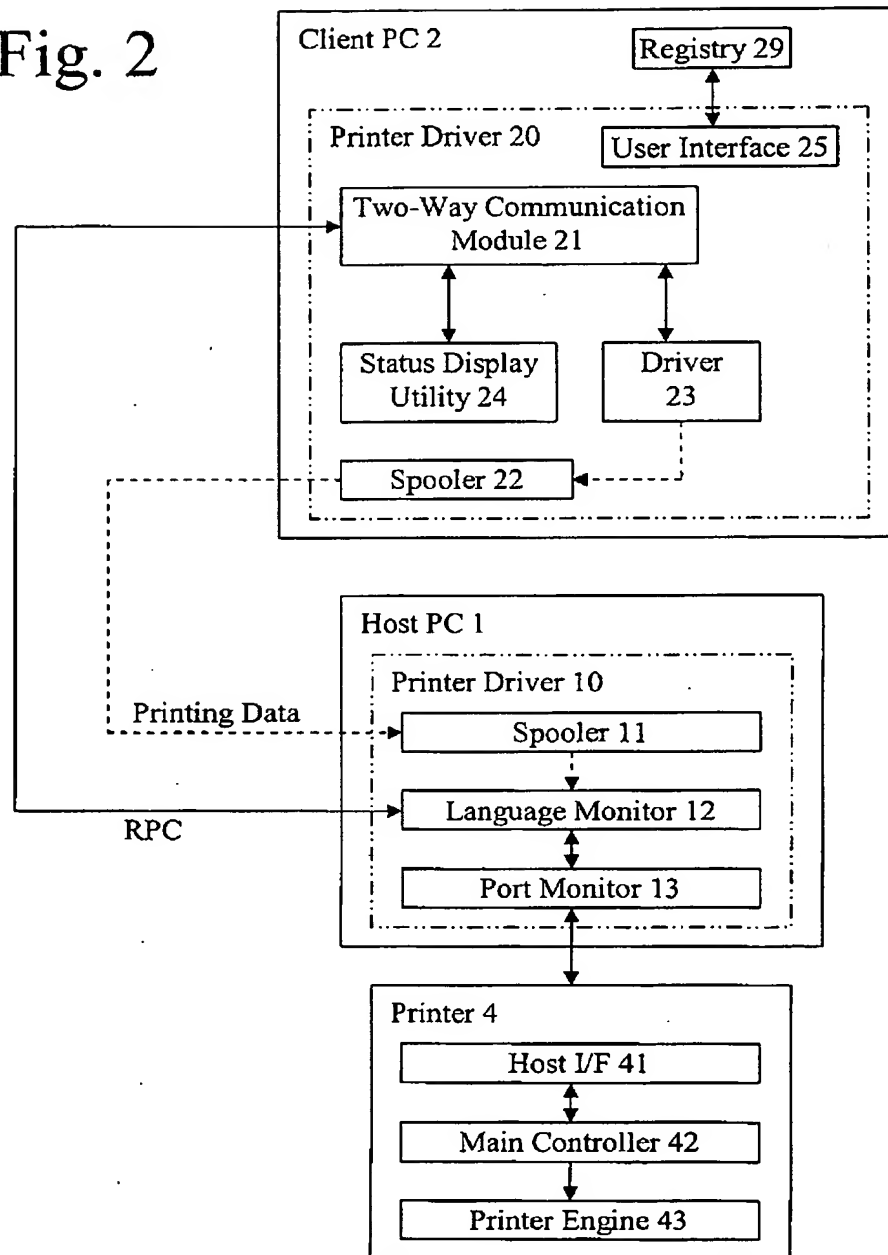 Fig. 2
Client PC 2
Registry 29
Printer Driver 20
User Interface 25
Two-Way Communication
Module 21
Status Display
Utility 24
Driver
23
Spooler 22
Host PC 1
Printer Driver 10
Printing Data
Spooler 11
Language Monitor 12
RPC
Port Monitor 13
Printer 4
Host I/F 41
Main Controller 42
Printer Engine 43